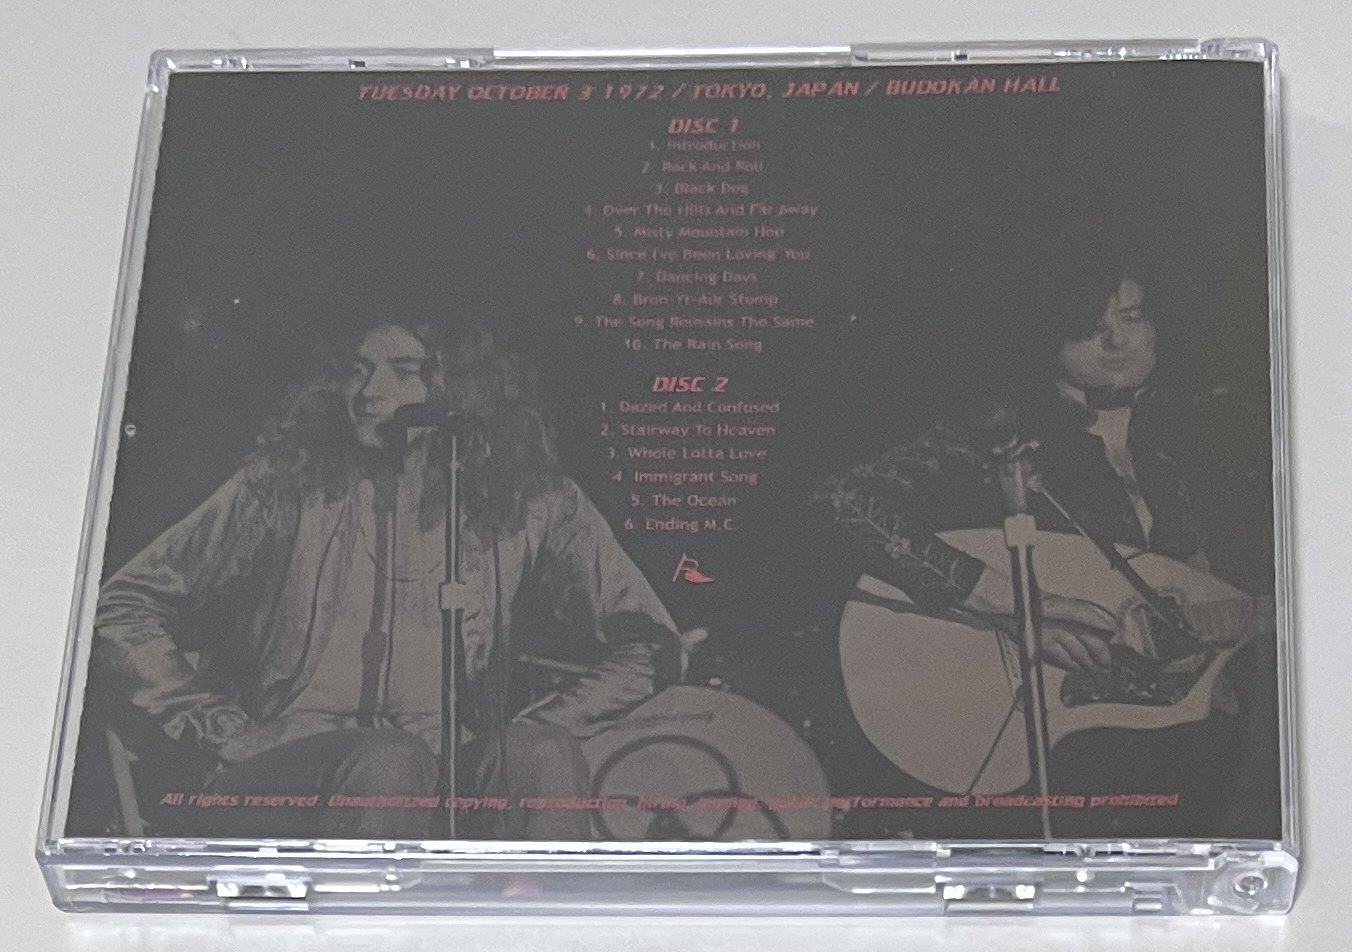 TUESDAY OCTOBER 3 1972 / TOKYO, JAPAN / BUDOKAN HALL
DISC 1
1. Introduction
2. Rock And Roll
3. Black Dog
4. Over The Hills And Far Away
5. Misty Mountain Hop
6. Since I've Been Loving You
7. Dancing Days
8. Bron-Yr-Aur Stomp
9. The Song Remains The Same
10. The Rain Song
DISC 2
1. Dazed And Confused
2. Stairway To Heaven
3. Whole Lotta Love
4. Immigrant Song
5. The Ocean
6. Ending M.C.
All rights reserved. Unauthorized copying, reproduction, hiring, lending, public performance and broadcasting prohibited